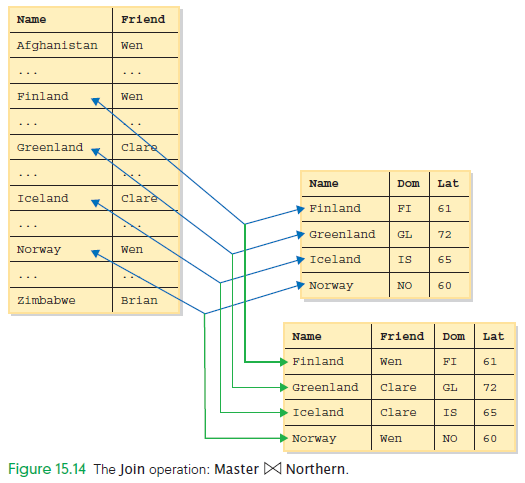 Name Friend
Afghanistan Wen
... ...
Finland Wen
... ...
Greenland Clare
... ...
Iceland Clare
... ...
Norway Wen
... ...
Zimbabwe Brian
Name Dom Lat
Finland FI 61
Greenland GL 72
Iceland IS 65
Norway NO 60
Name Friend Dom Lat
Finland Wen FI 61
Greenland Clare GL 72
Iceland Clare IS 65
Norway Wen NO 60
Figure 15.14 The Join operation: Master ⋈ Northern.